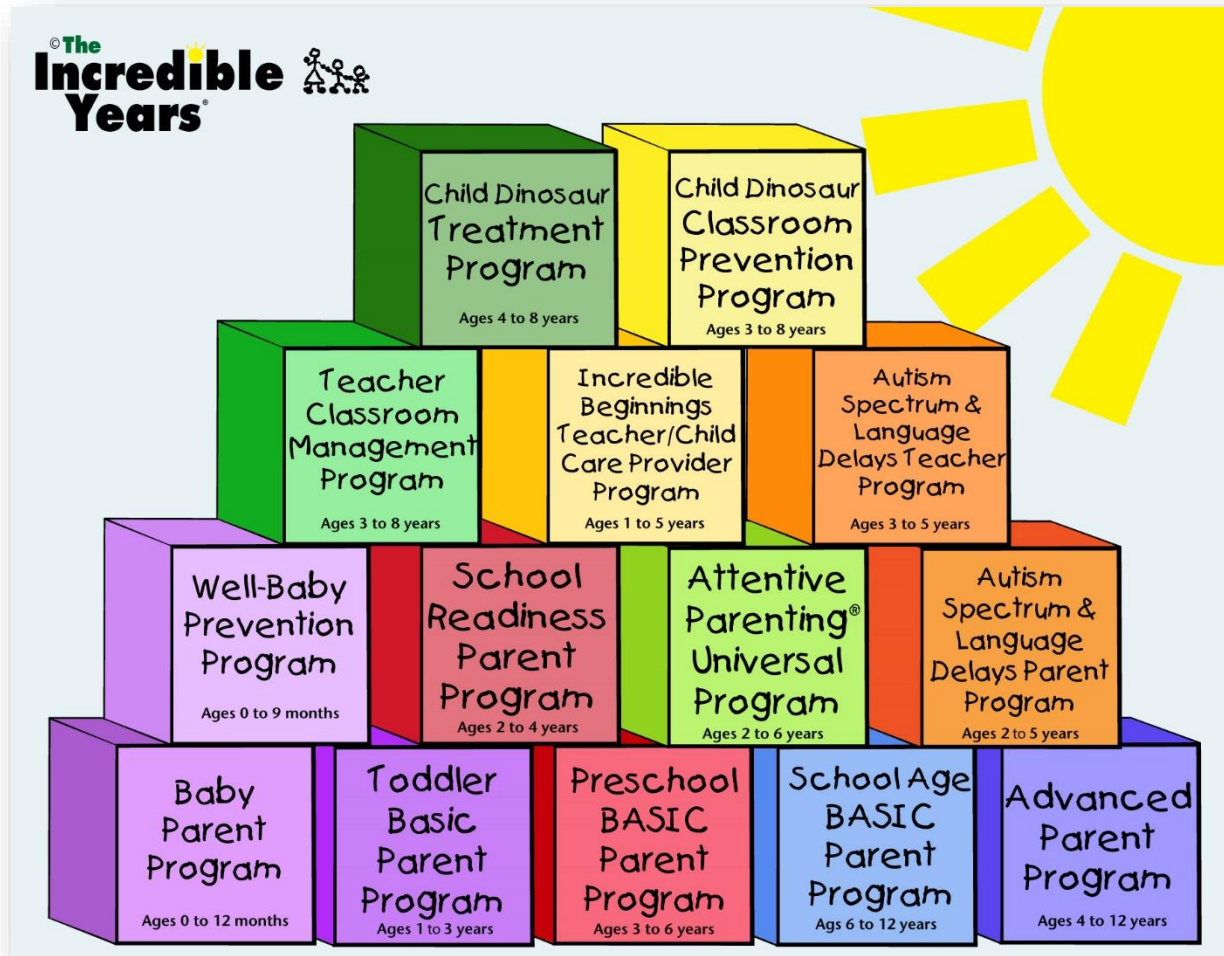 ©The
Incredible
Years®
Child Dinosaur
Treatment
Program
Ages 4 to 8 years
Child Dinosaur
Classroom
Prevention
Program
Ages 3 to 8 years
Teacher
Classroom
Management
Program
Ages 3 to 8 years
Incredible
Beginnings
Teacher/Child
Care Provider
Program
Ages 1 to 5 years
Autism
Spectrum &
Language
Delays Teacher
Program
Ages 3 to 5 years
Well-Baby
Prevention
Program
Ages 0 to 9 months
School
Readiness
Parent
Program
Ages 2 to 4 years
Attentive
Parenting®
Universal
Program
Ages 2 to 6 years
Autism
Spectrum &
Language
Delays Parent
Program
Ages 2 to 5 years
Baby
Parent
Program
Ages 0 to 12 months
Toddler
Basic
Parent
Program
Ages 1 to 3 years
Preschool
BASIC
Parent
Program
Ages 3 to 6 years
School Age
BASIC
Parent
Program
Ags 6 to 12 years
Advanced
Parent
Program
Ages 4 to 12 years